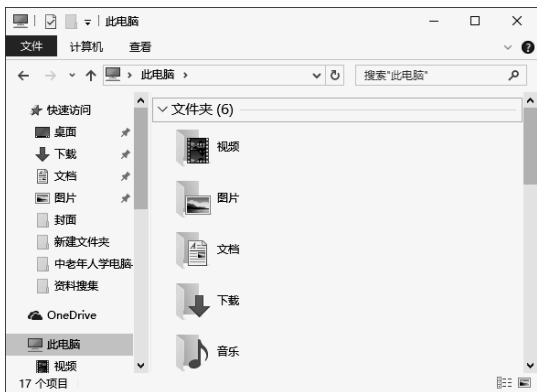 此电脑
文件 计算机 查看
此电脑
搜索"此电脑"
快速访问
桌面
下载
文档
图片
封面
新建文件夹
中老年人学电脑
资料搜集
OneDrive
此电脑
视频
文件夹 (6)
视频
图片
文档
下载
音乐
17 个项目